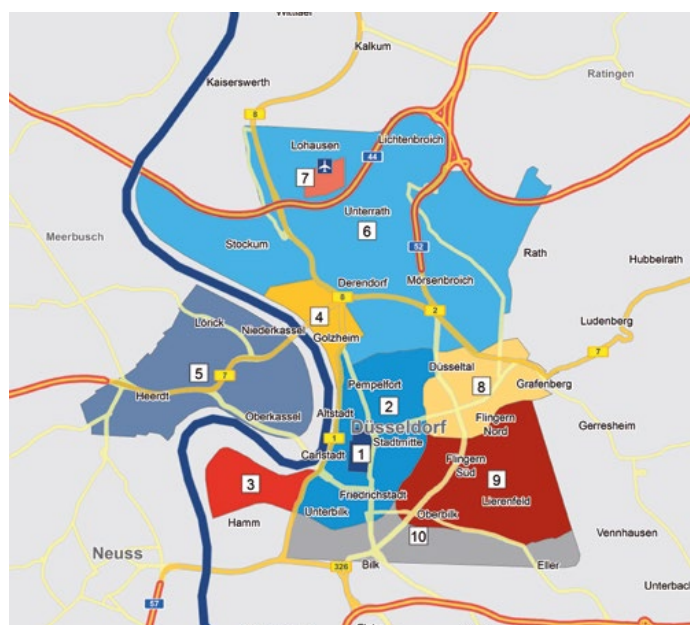 Wittlaer
Kalkum
Kaiserswerth
Ratingen
8
Lichtenbroich
Lohausen
44
7
Unterrath
6
Meerbusch
Stockum
52
Rath
Hubbelrath
Mörsenbroich
Derendorf
8
2
4
Lörick
Niederkassel
Golzheim
Ludenberg
7
5
7
Heerdt
Pempelfort
Düsseltal
8
Grafenberg
Oberkassel
Altstadt
2
Flingern
Nord
Gerresheim
1
Düsseldorf
Stadtmitte
Carlstadt
1
Flingern
Süd
9
3
Friedrichstadt
Lierenfeld
Hamm
Unterbilk
Oberbilk
10
Vennhausen
Neuss
326
Bilk
Eller
Unterbach
57